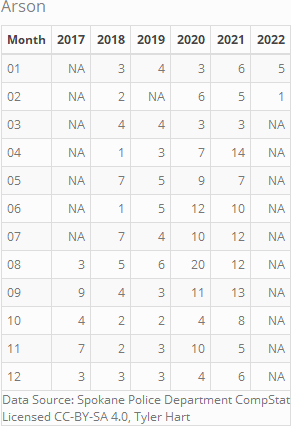 Arson
Month 2017 2018 2019 2020 2021 2022
01 NA 3 4 3 6 5
02 NA 2 NA 6 5 1
03 NA 4 4 3 3 NA
04 NA 1 3 7 14 NA
05 NA 7 5 9 7 NA
06 NA 1 5 12 10 NA
07 NA 7 4 10 12 NA
08 3 5 6 20 12 NA
09 9 4 3 11 13 NA
10 4 2 2 4 8 NA
11 7 2 3 10 5 NA
12 3 3 3 4 6 NA
Data Source: Spokane Police Department CompStat
Licensed CC-BY-SA 4.0, Tyler Hart